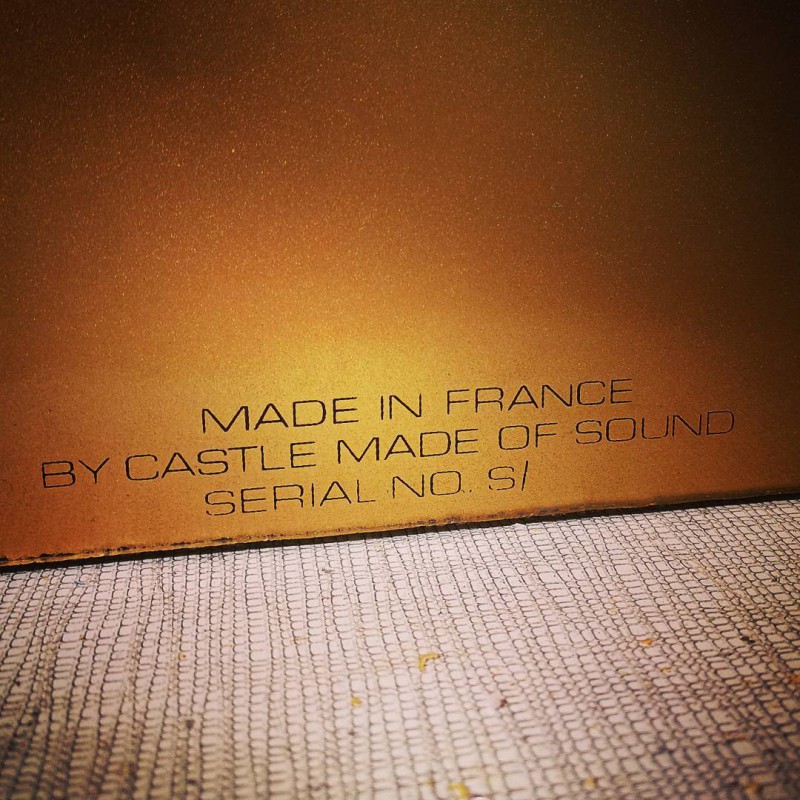 MADE IN FRANCE
BY CASTLE MADE OF SOUND
SERIAL NO. S/